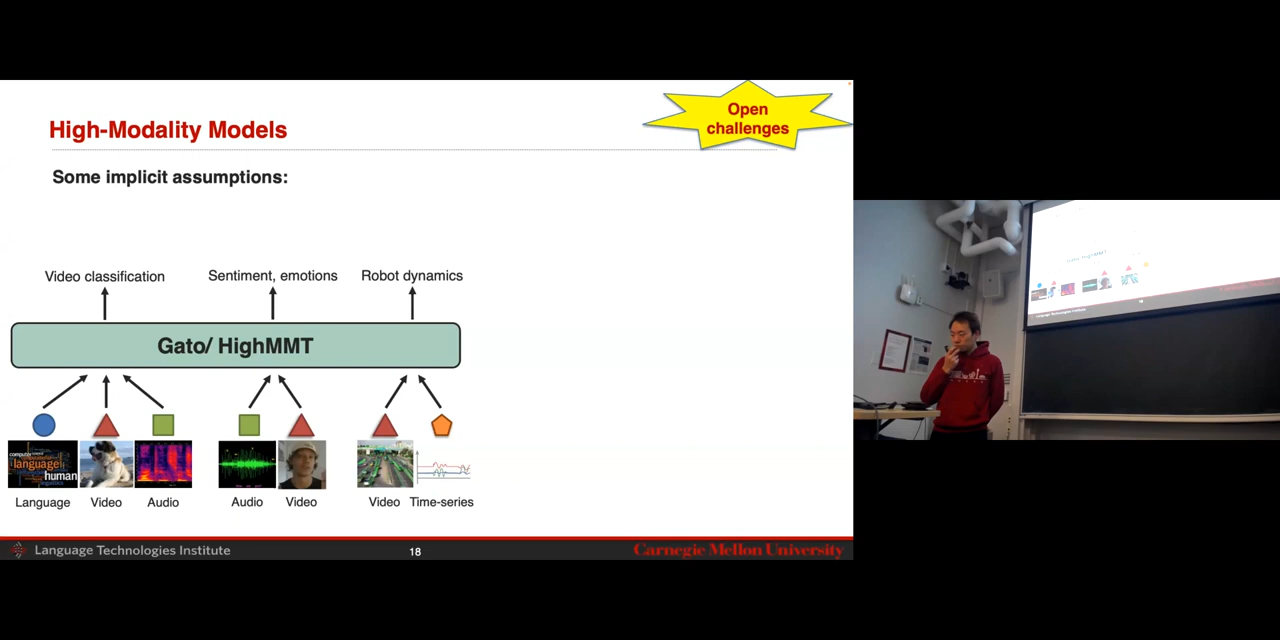 Open
challenges
High-Modality Models
Some implicit assumptions:
Video classification
Sentiment, emotions
Robot dynamics
Gato/ HighMMT
computer
language
human
Language
Video
Audio
Audio
Video
Video
Time-series
Language Technologies Institute
18
Carnegie Mellon University